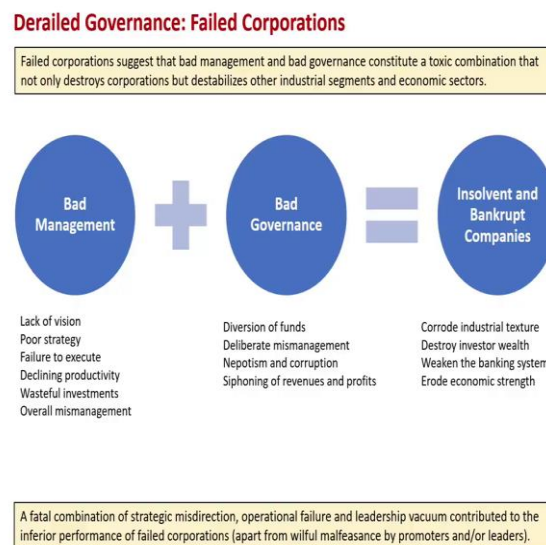 Derailed Governance: Failed Corporations
Failed corporations suggest that bad management and bad governance constitute a toxic combination that
not only destroys corporations but destabilizes other industrial segments and economic sectors.
Bad
Management
Bad
Governance
Insolvent and
Bankrupt
Companies
Lack of vision
Poor strategy
Failure to execute
Declining productivity
Wasteful investments
Overall mismanagement
Diversion of funds
Deliberate mismanagement
Nepotism and corruption
Siphoning of revenues and profits
Corrode industrial texture
Destroy investor wealth
Weaken the banking system
Erode economic strength
A fatal combination of strategic misdirection, operational failure and leadership vacuum contributed to the
inferior performance of failed corporations (apart from wilful malfeasance by promoters and/or leaders).